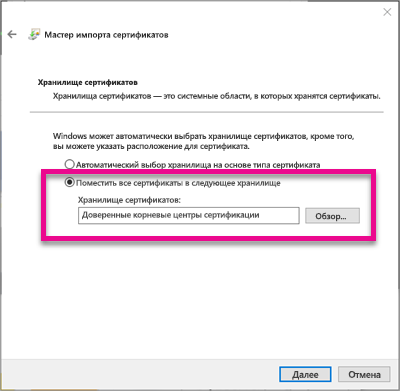 Мастер импорта сертификатов
Хранилище сертификатов
Хранилища сертификатов — это системные области, в которых хранятся сертификаты.
Windows может автоматически выбрать хранилище сертификатов, кроме того,
вы можете указать расположение для сертификата.
Автоматический выбор хранилища на основе типа сертификата
Поместить все сертификаты в следующее хранилище
Хранилище сертификатов:
Доверенные корневые центры сертификации
Обзор...
Далее
Отмена